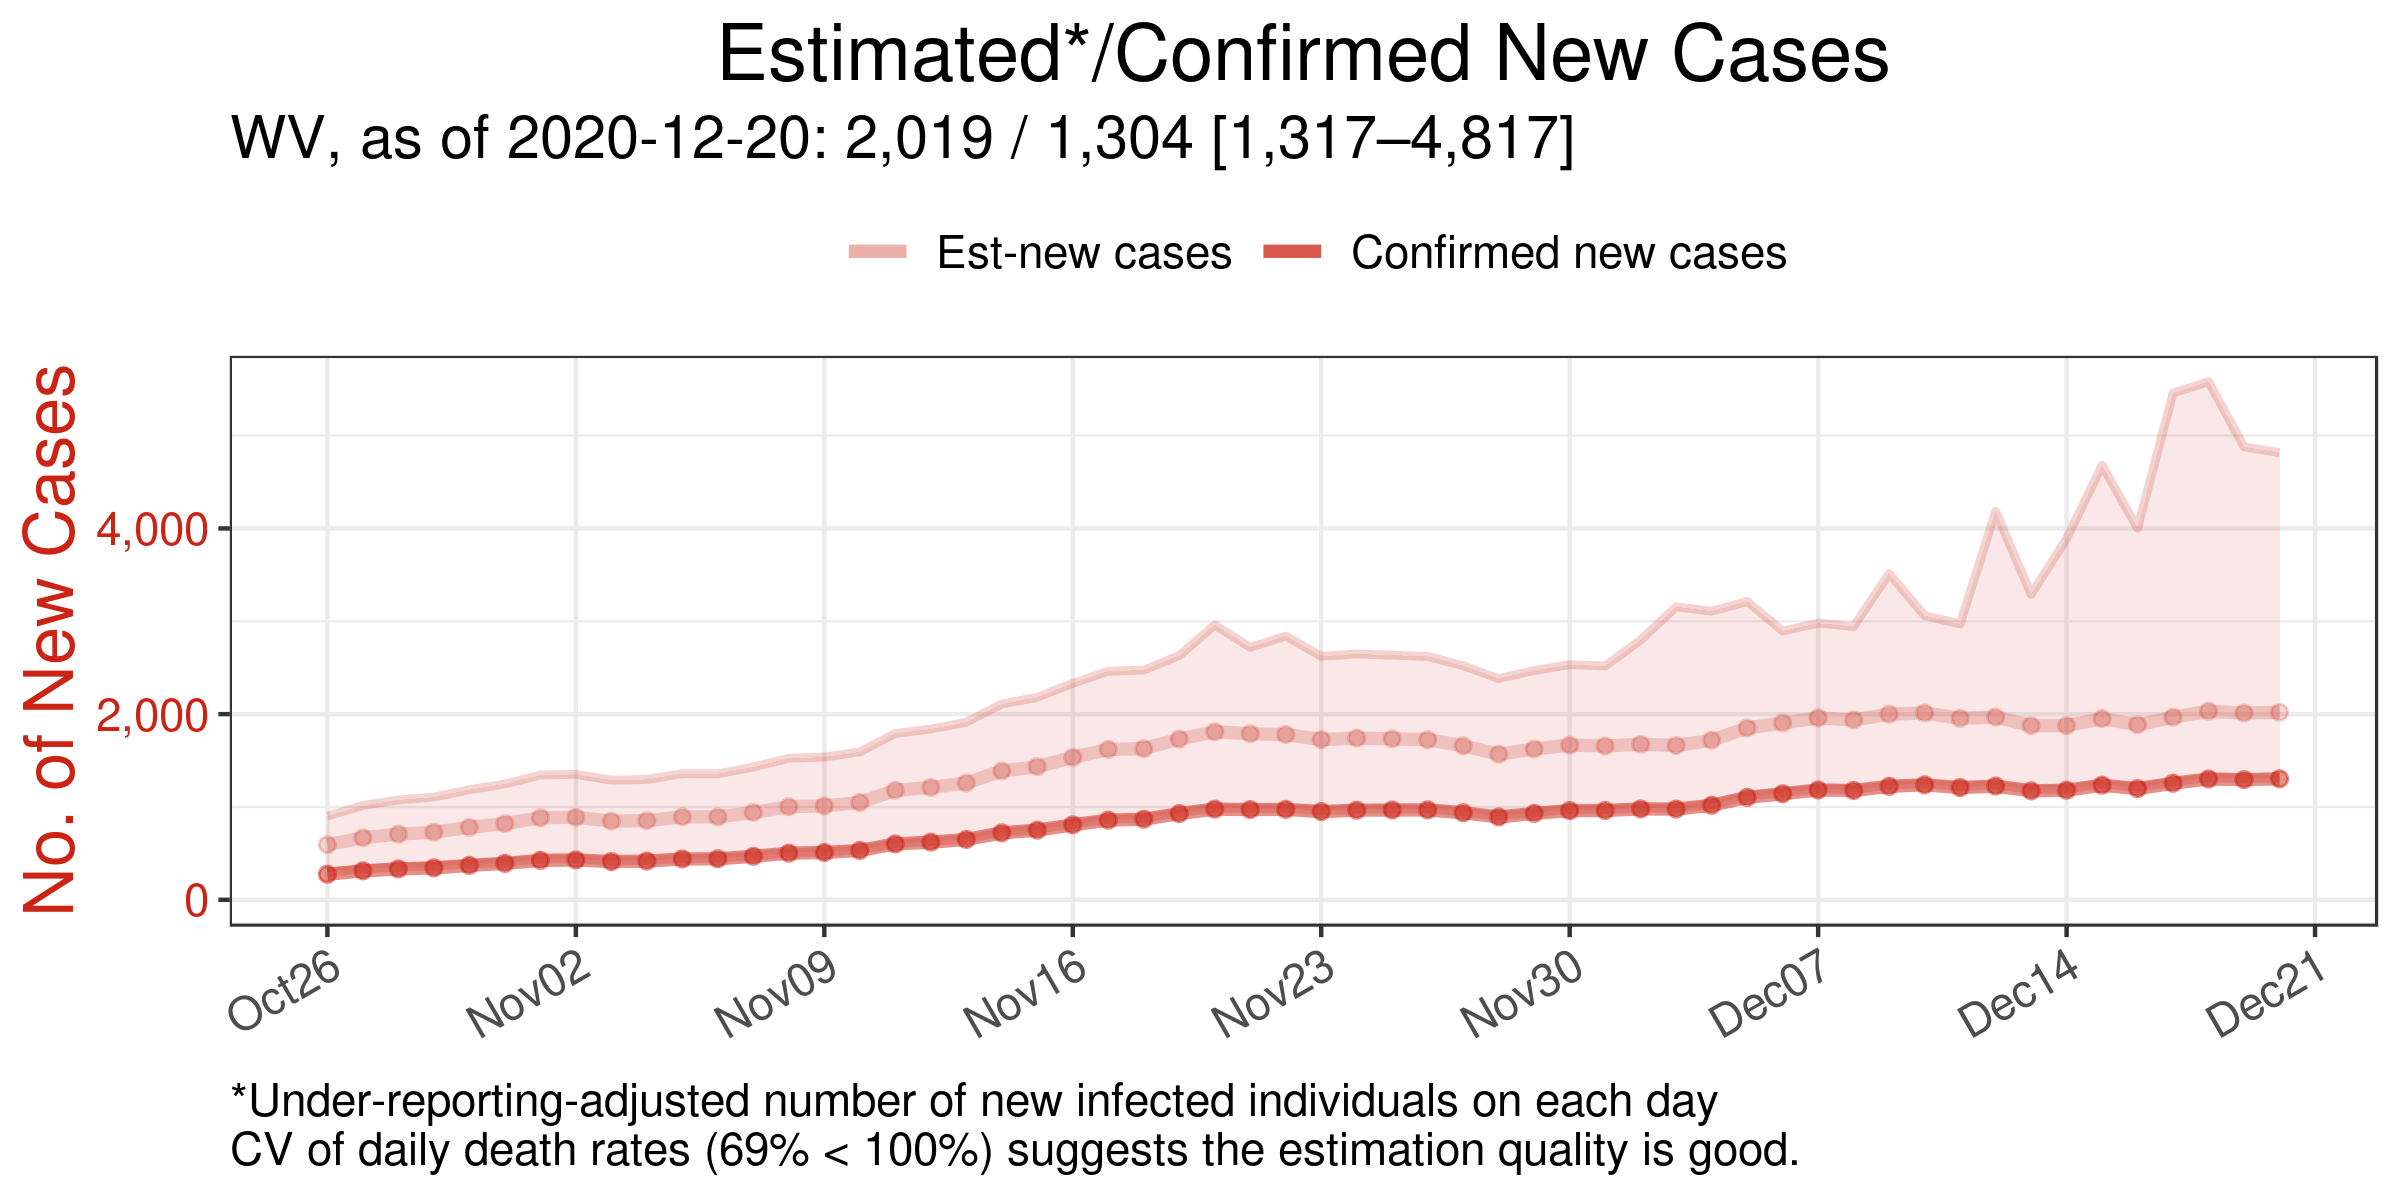 Estimated*/Confirmed New Cases
WV, as of 2020-12-20: 2,019 / 1,304 [1,317–4,817]
Est-new cases
Confirmed new cases
No. of New Cases
4,000
2,000
0
Oct26
Nov02
Nov09
Nov16
Nov23
Nov30
Dec07
Dec14
Dec21
*Under-reporting-adjusted number of new infected individuals on each day
CV of daily death rates (69% < 100%) suggests the estimation quality is good.